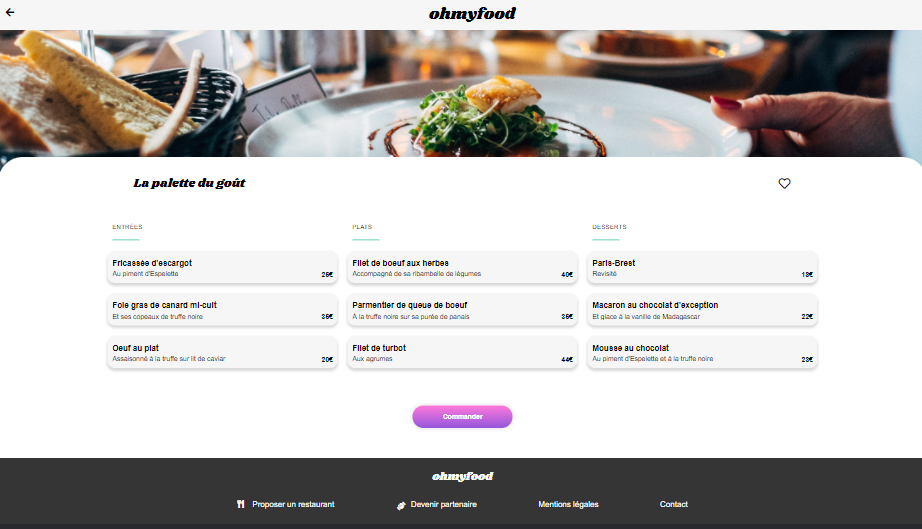 ohmyfood
La palette du goût
ENTRÉES
Fricassée d'escargot
Au piment d'Espelette
25€
Foie gras de canard mi-cuit
Et ses copeaux de truffe noire
35€
Oeuf au plat
Assaisonné à la truffe sur lit de caviar
20€
PLATS
Filet de boeuf aux herbes
Accompagné de sa ribambelle de légumes
40€
Parmentier de queue de boeuf
À la truffe noire sur sa purée de panais
35€
Filet de turbot
Aux agrumes
44€
DESSERTS
Paris-Brest
Revisité
18€
Macaron au chocolat d'exception
Et glace à la vanille de Madagascar
22€
Mousse au chocolat
Au piment d'Espelette et à la truffe noire
23€
Commander
ohmyfood
Proposer un restaurant
Devenir partenaire
Mentions légales
Contact